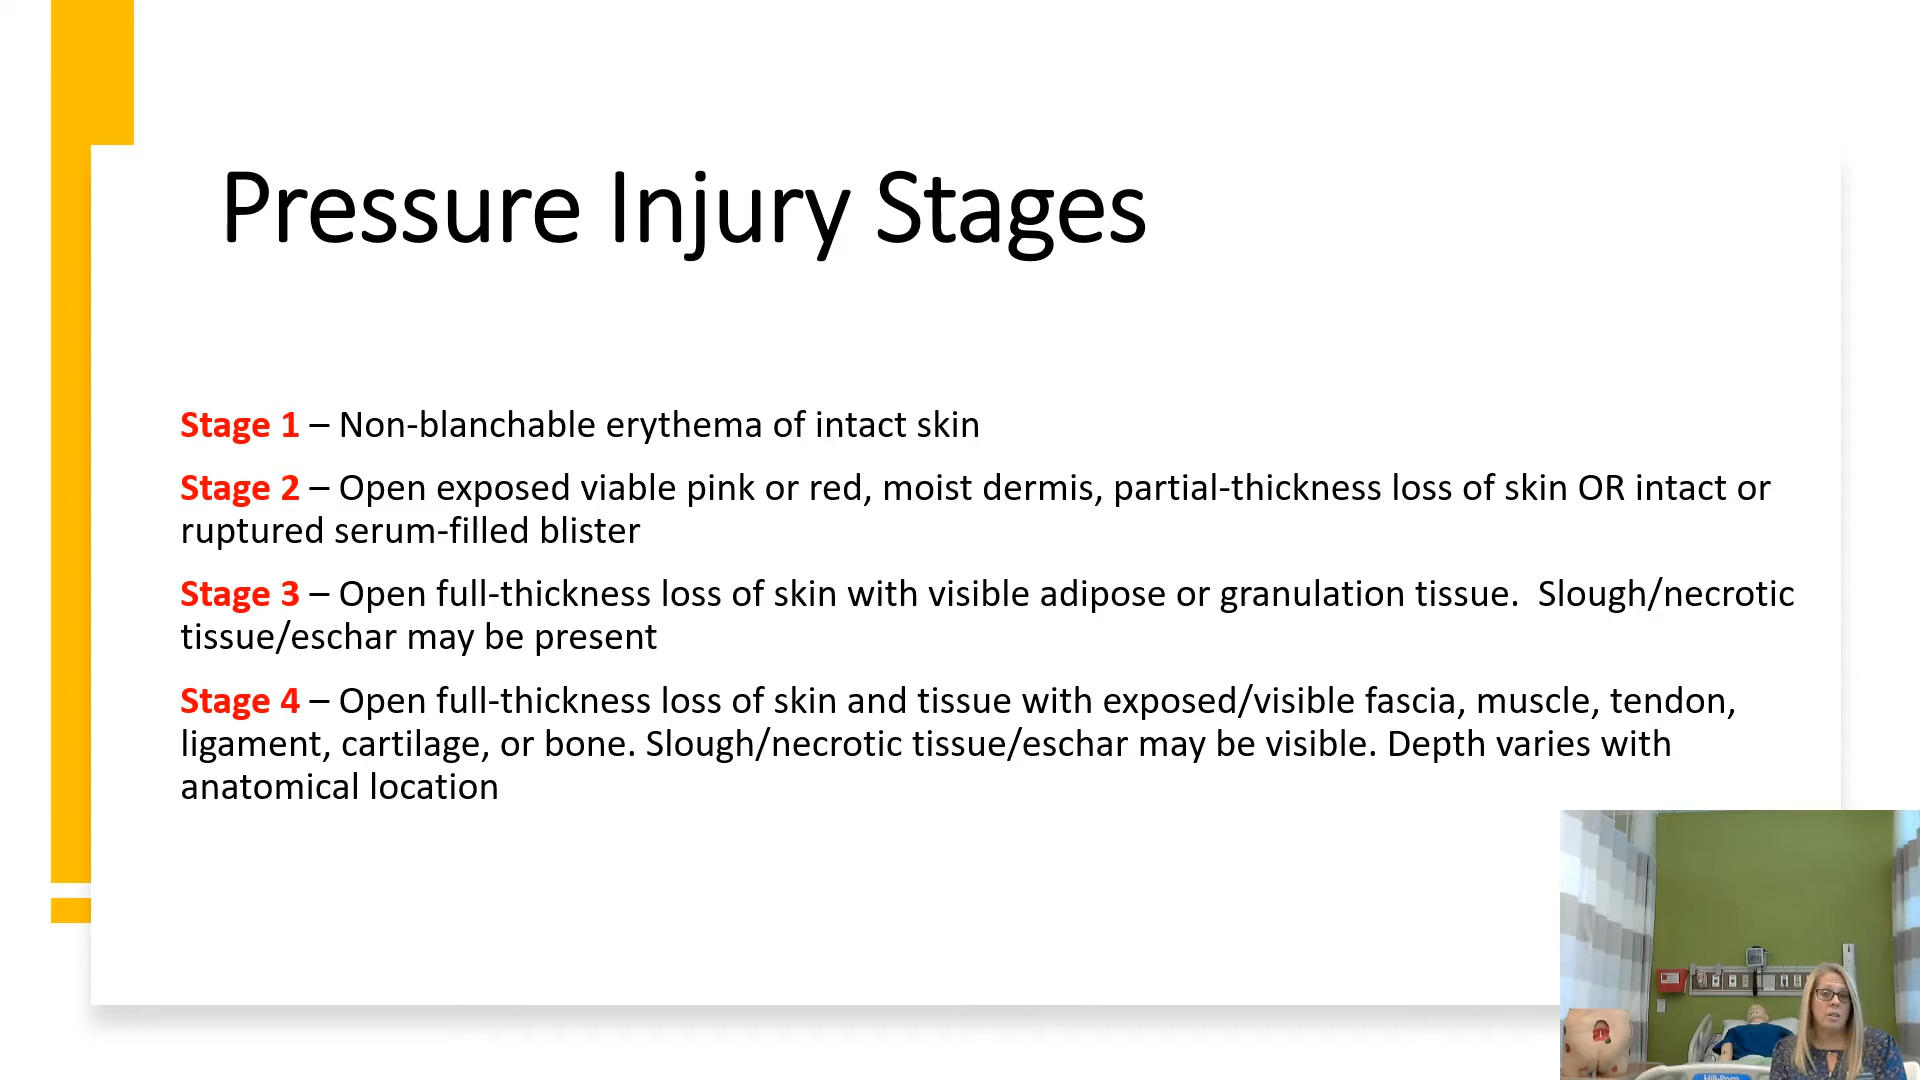 Pressure Injury Stages
Stage 1 – Non-blanchable erythema of intact skin
Stage 2 – Open exposed viable pink or red, moist dermis, partial-thickness loss of skin OR intact or
ruptured serum-filled blister
Stage 3 – Open full-thickness loss of skin with visible adipose or granulation tissue.  Slough/necrotic
tissue/eschar may be present
Stage 4 – Open full-thickness loss of skin and tissue with exposed/visible fascia, muscle, tendon,
ligament, cartilage, or bone. Slough/necrotic tissue/eschar may be visible. Depth varies with
anatomical location
Hill-Rom